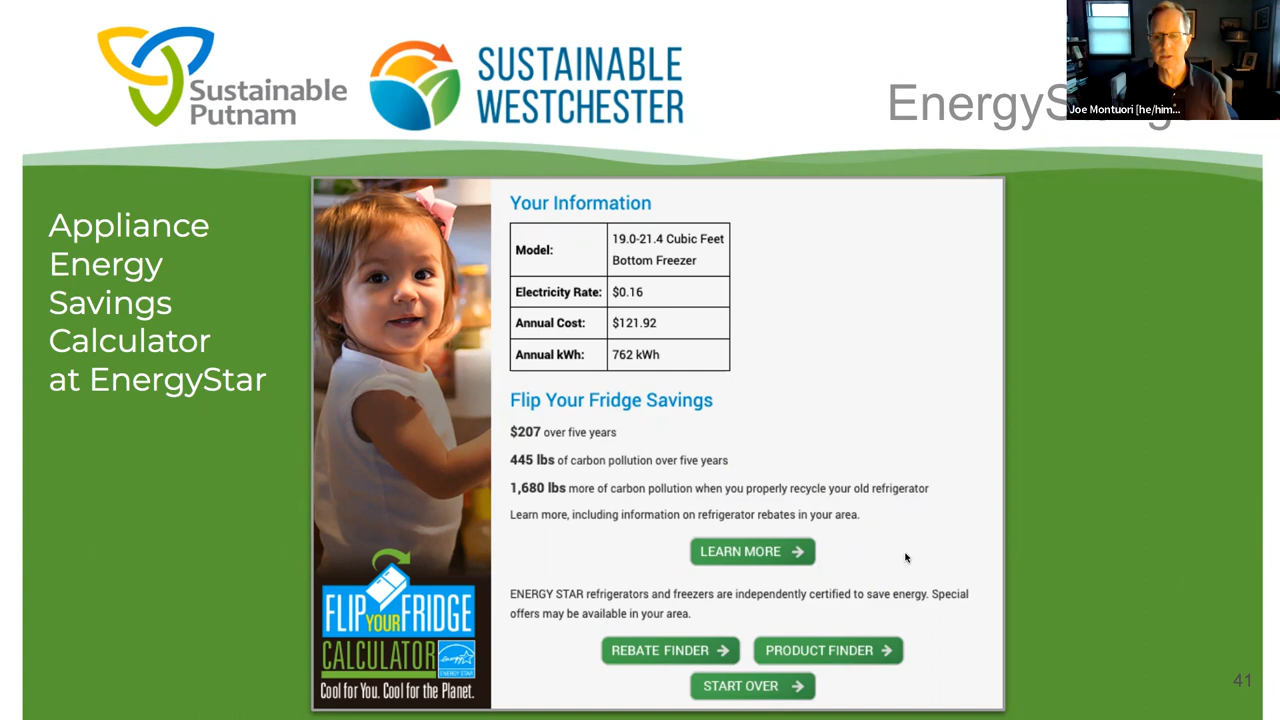 Sustainable
Putnam
SUSTAINABLE
WESTCHESTER
Joe Montuori [he/him...
Appliance
Energy
Savings
Calculator
at EnergyStar
Your Information
Model: 19.0-21.4 Cubic Feet
Bottom Freezer
Electricity Rate: $0.16
Annual Cost: $121.92
Annual kWh: 762 kWh
Flip Your Fridge Savings
$207 over five years
445 lbs of carbon pollution over five years
1,680 lbs more of carbon pollution when you properly recycle your old refrigerator
Learn more, including information on refrigerator rebates in your area.
LEARN MORE
ENERGY STAR refrigerators and freezers are independently certified to save energy. Special
offers may be available in your area.
REBATE FINDER
PRODUCT FINDER
START OVER
FLIP YOUR FRIDGE
CALCULATOR
ENERGY STAR
Cool for You. Cool for the Planet.
41